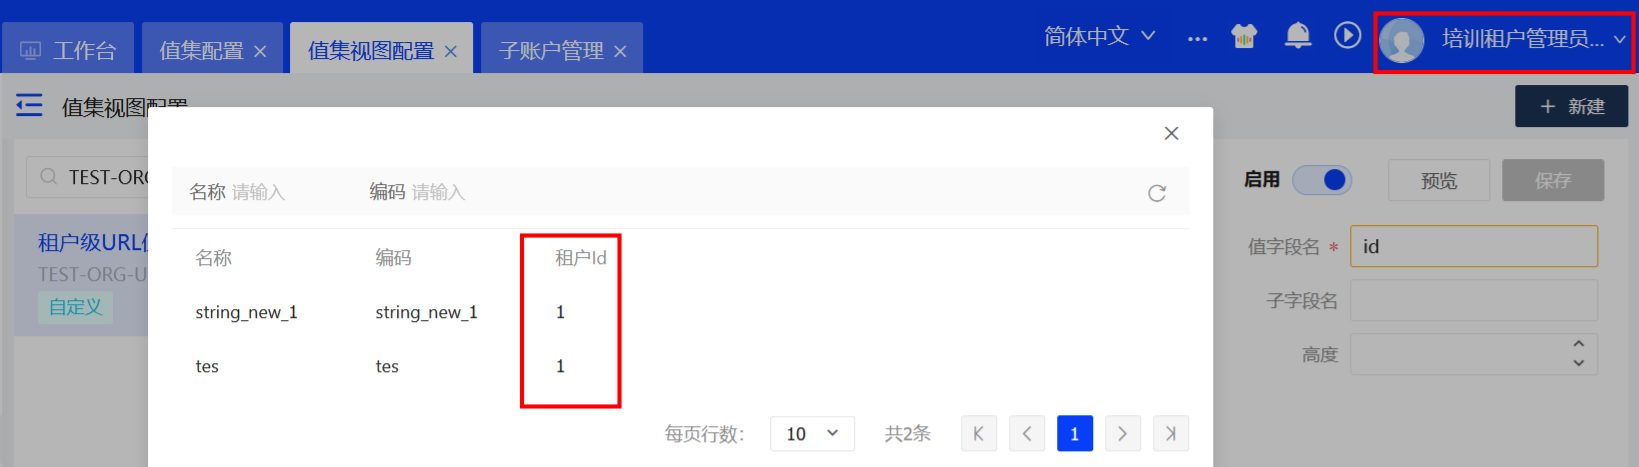 工作台 值集配置 值集视图配置 子账户管理 简体中文 ... 培训租户管理员...
值集视图配置 新建
TEST-ORG
名称 请输入 编码 请输入
启用 预览 保存
租户级URL
TEST-ORG-U
自定义
名称 编码 租户Id
string_new_1 string_new_1 1
tes tes 1
值字段名 * id
子字段名
高度
每页行数： 10 共2条 1